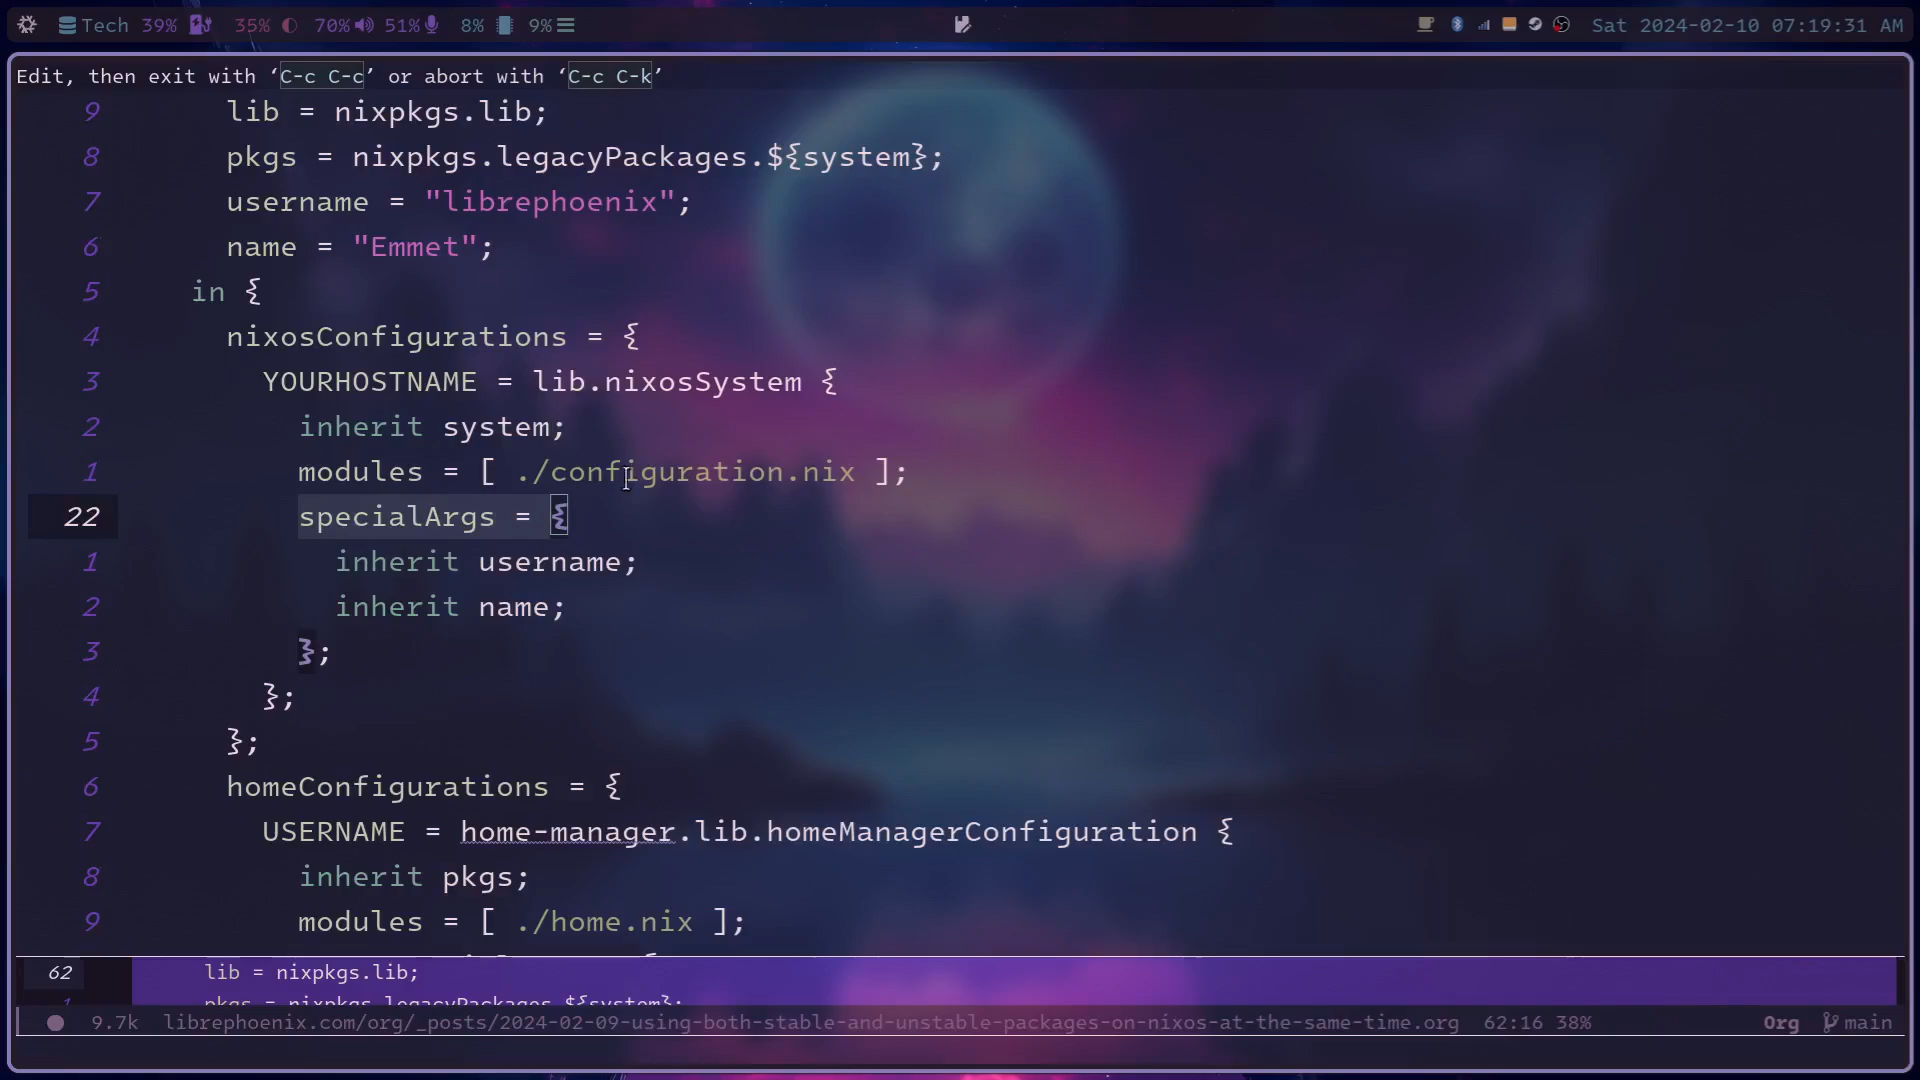 Tech 39% 35% 70% 51% 8% 9% Sat 2024-02-10 07:19:31 AM
Edit, then exit with ‘C-c C-c’ or abort with ‘C-c C-k’
9 lib = nixpkgs.lib;
8 pkgs = nixpkgs.legacyPackages.${system};
7 username = "librephoenix";
6 name = "Emmet";
5 in {
4 nixosConfigurations = {
3 YOURHOSTNAME = lib.nixosSystem {
2 inherit system;
1 modules = [ ./configuration.nix ];
22 specialArgs = {
1 inherit username;
2 inherit name;
3 };
4 };
5 };
6 homeConfigurations = {
7 USERNAME = home-manager.lib.homeManagerConfiguration {
8 inherit pkgs;
9 modules = [ ./home.nix ];
62 lib = nixpkgs.lib;
1 pkgs = nixpkgs.legacyPackages.${system};
9.7k librephoenix.com/org/_posts/2024-02-09-using-both-stable-and-unstable-packages-on-nixos-at-the-same-time.org 62:16 38% Org main